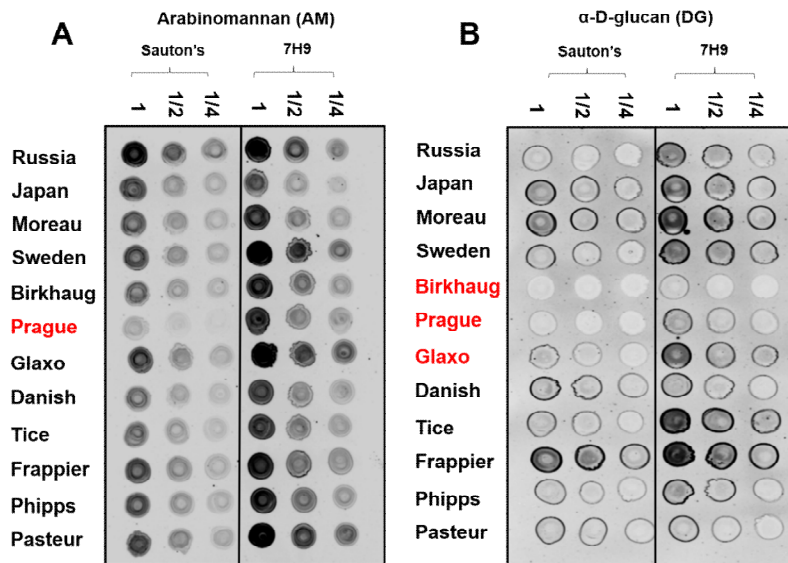 A
Arabinomannan (AM)
Sauton's
7H9
1 1/2 1/4 1 1/2 1/4
Russia
Japan
Moreau
Sweden
Birkhaug
Prague
Glaxo
Danish
Tice
Frappier
Phipps
Pasteur
B
α-D-glucan (DG)
Sauton's
7H9
1 1/2 1/4 1 1/2 1/4
Russia
Japan
Moreau
Sweden
Birkhaug
Prague
Glaxo
Danish
Tice
Frappier
Phipps
Pasteur